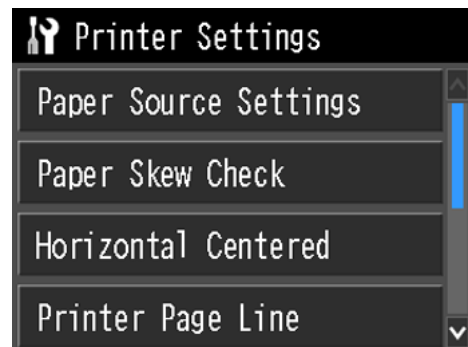 Printer Settings
Paper Source Settings
Paper Skew Check
Horizontal Centered
Printer Page Line